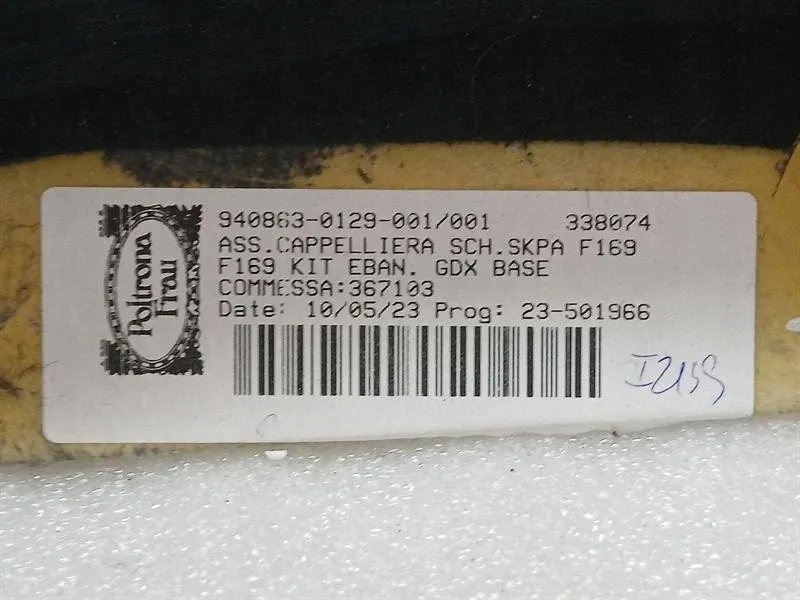 Poltrona
Frau
940863-0129-001/001 338074
ASS.CAPPELLIERA SCH.SKPA F169
F169 KIT EBAN. GDX BASE
COMMESSA:367103
Date: 10/05/23 Prog: 23-501966